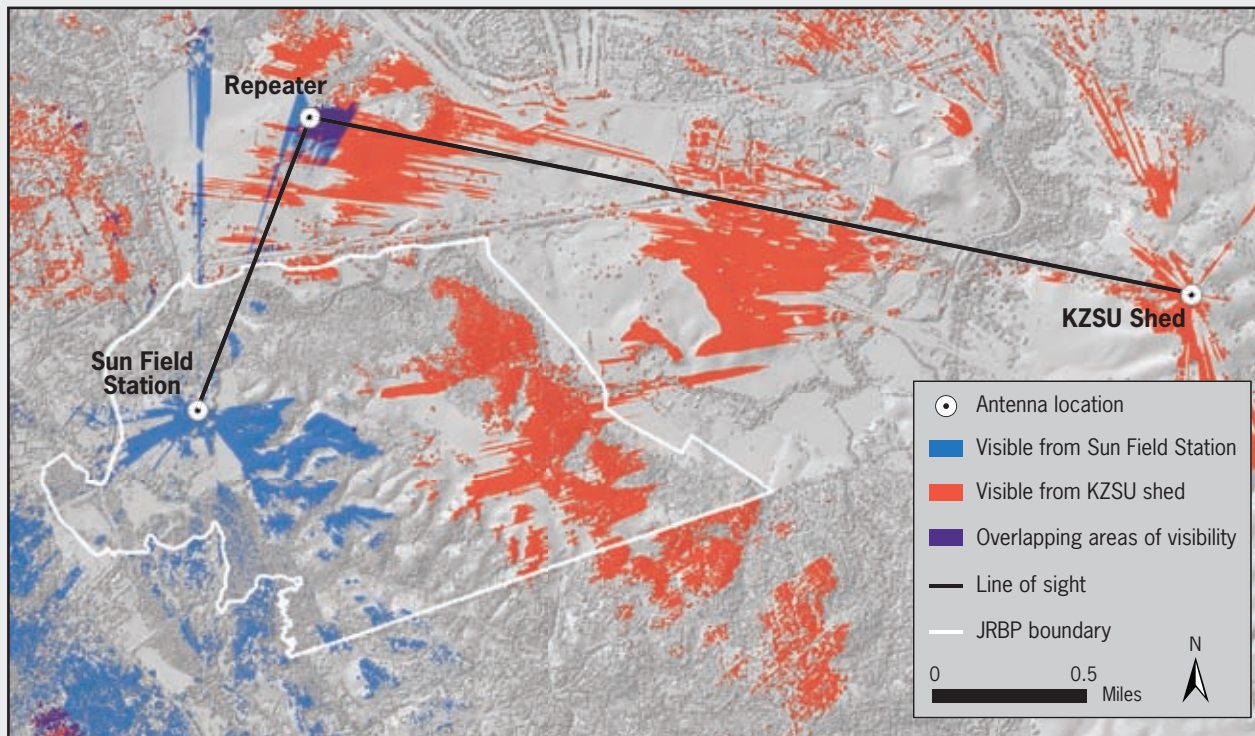 Repeater
KZSU Shed
Sun Field
Station
Antenna location
Visible from Sun Field Station
Visible from KZSU shed
Overlapping areas of visibility
Line of sight
JRBP boundary
N
0 0.5
Miles